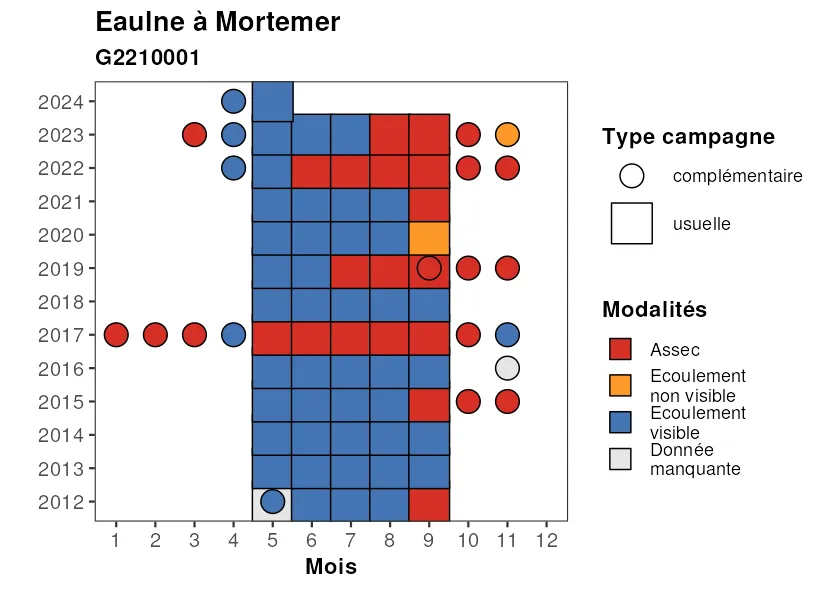 Eaulne à Mortemer
G2210001
2024
2023
2022
2021
2020
2019
2018
2017
2016
2015
2014
2013
2012
1 2 3 4 5 6 7 8 9 10 11 12
Mois
Type campagne
complémentaire
usuelle
Modalités
Assec
Ecoulement
non visible
Ecoulement
visible
Donnée
manquante